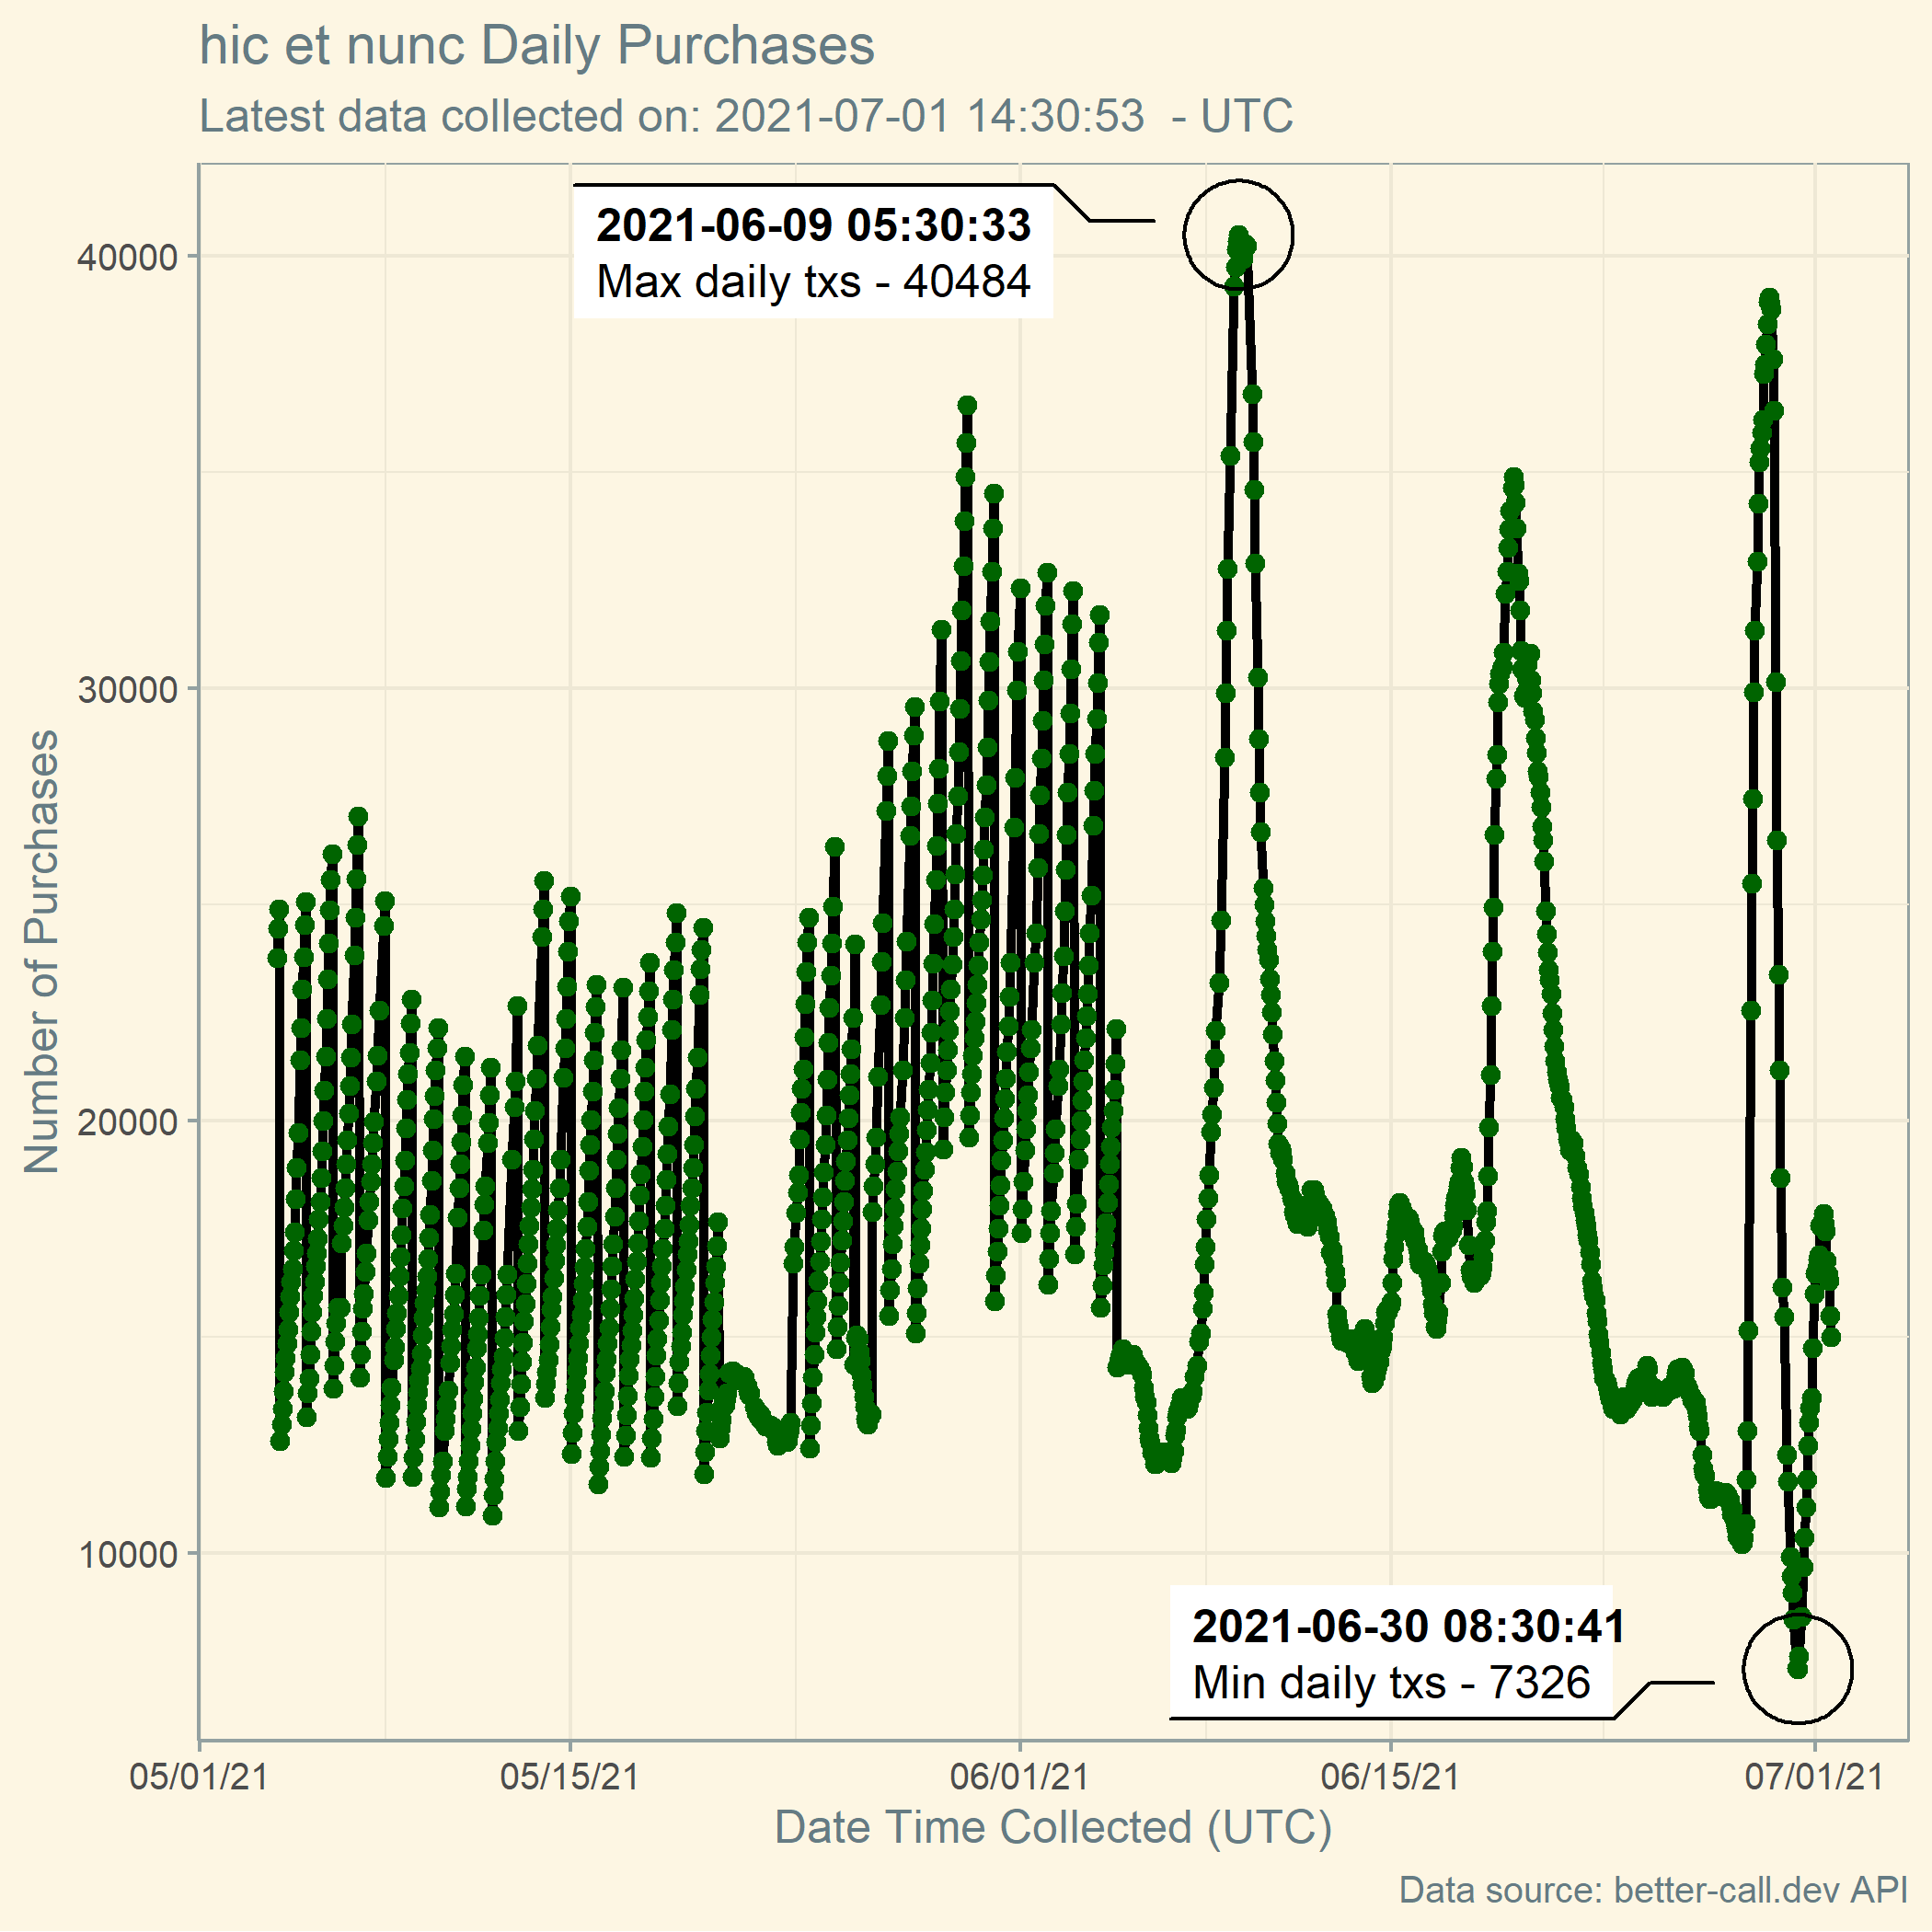 hic et nunc Daily Purchases
Latest data collected on: 2021-07-01 14:30:53  - UTC
2021-06-09 05:30:33
Max daily txs - 40484
40000
30000
20000
10000
Number of Purchases
2021-06-30 08:30:41
Min daily txs - 7326
05/01/21
05/15/21
06/01/21
06/15/21
07/01/21
Date Time Collected (UTC)
Data source: better-call.dev API